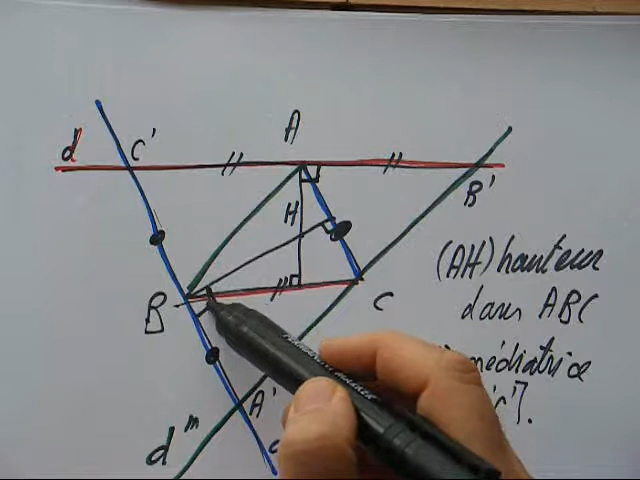 A
d
C'
B'
H
B
C
A'
d'''
(AH) hauteur
dans ABC
médiatrice
'c'].